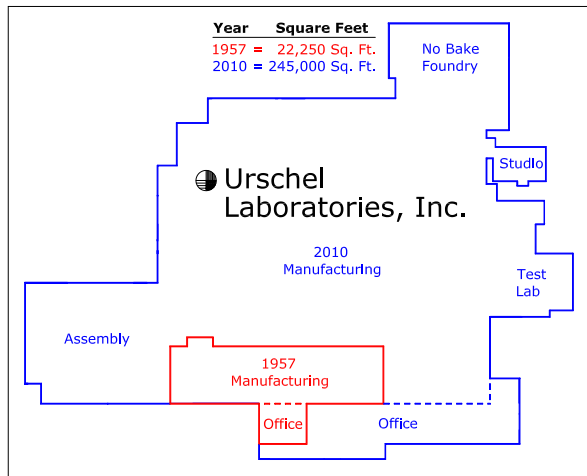 Year Square Feet
1957 = 22,250 Sq. Ft.
2010 = 245,000 Sq. Ft.
No Bake
Foundry
Studio
Urschel
Laboratories, Inc.
2010
Manufacturing
Test
Lab
Assembly
1957
Manufacturing
Office
Office